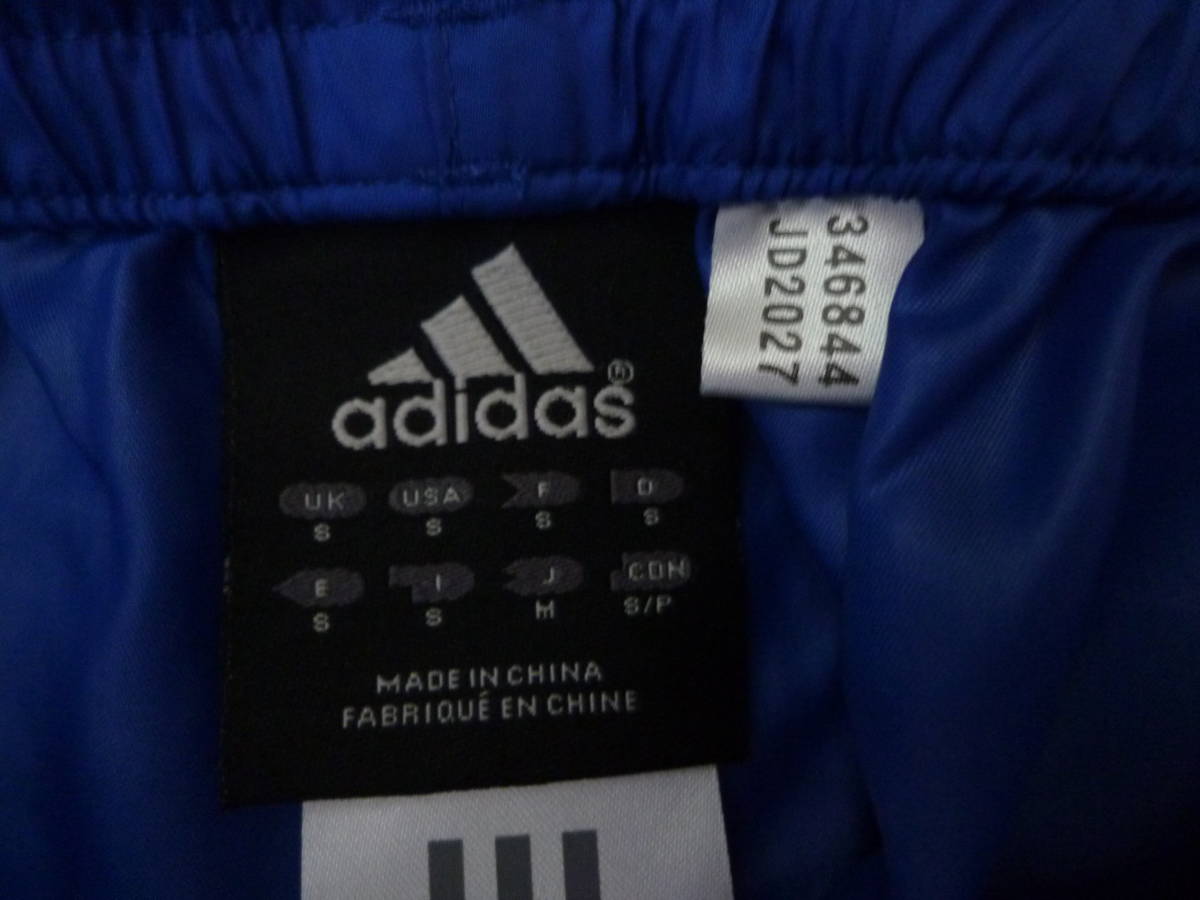 adidas®
UK USA F D
S S S S
E I J CDN
S S M S/P
MADE IN CHINA
FABRIQUÉ EN CHINE
346844
JD2027